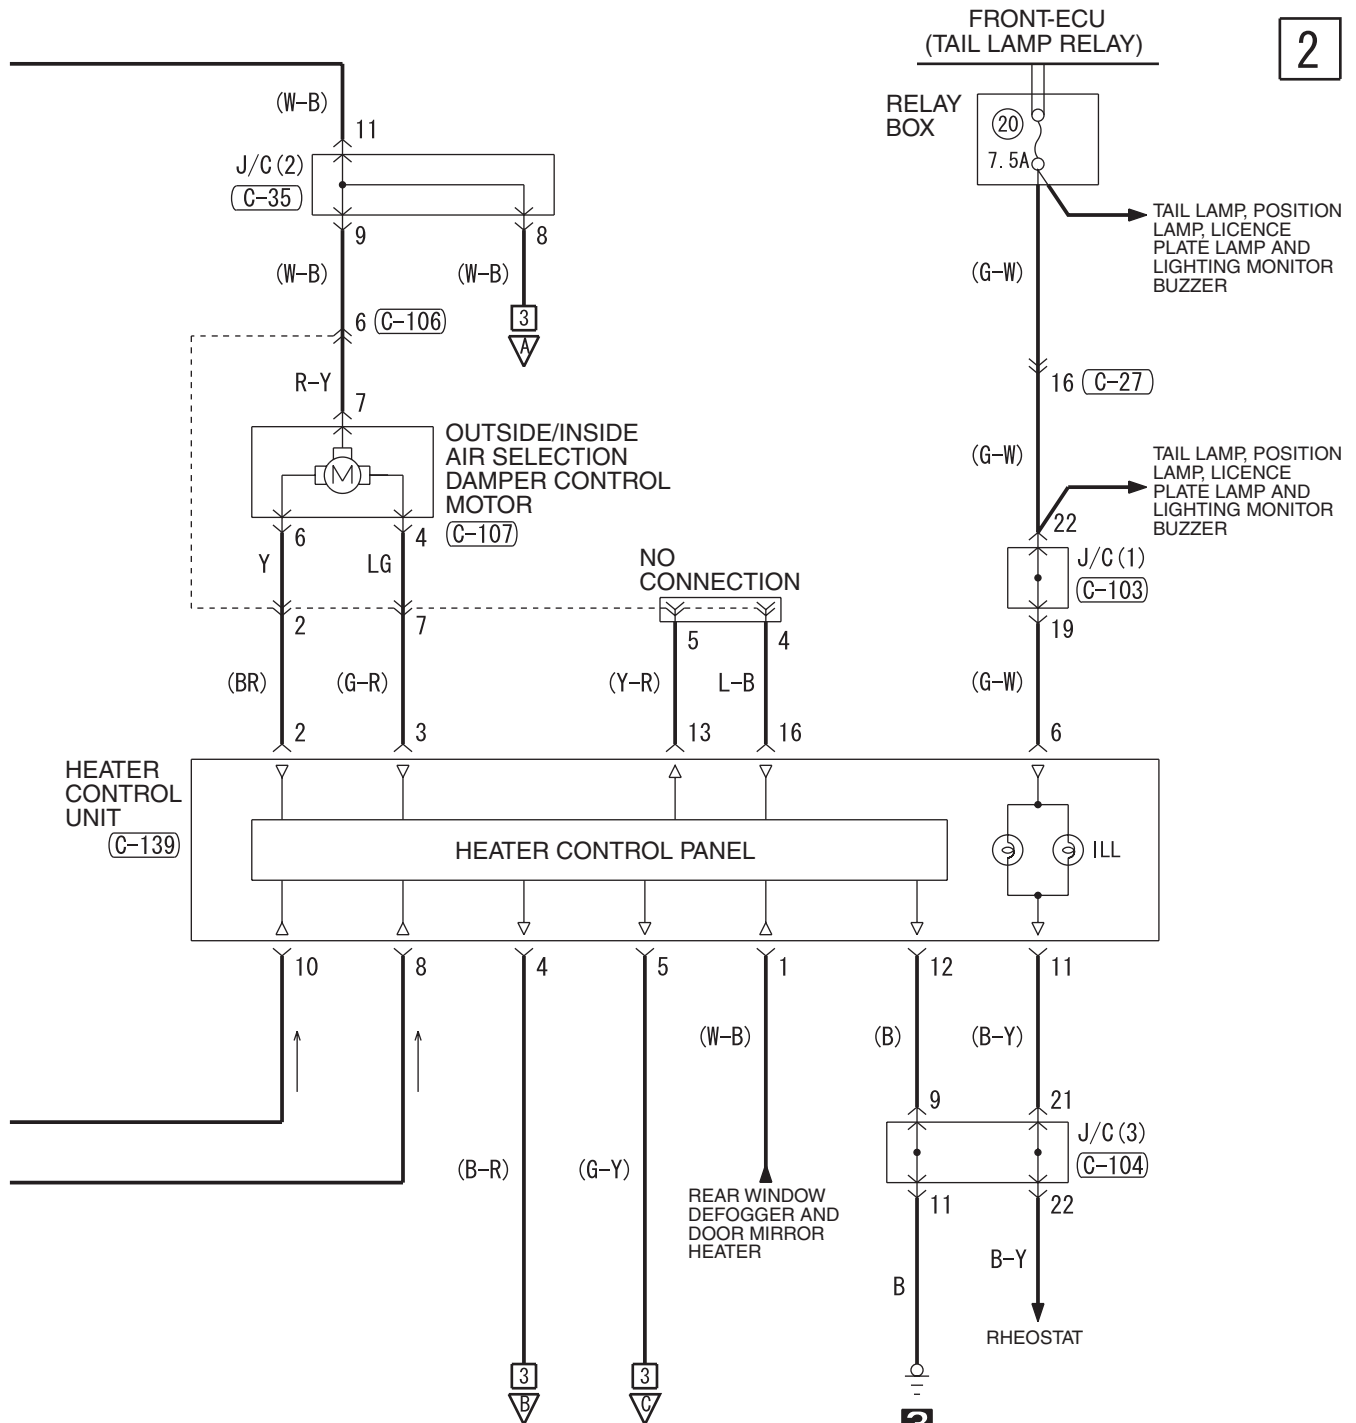 FRONT-ECU
(TAIL LAMP RELAY)
2
RELAY
BOX
20
7.5A
TAIL LAMP, POSITION
LAMP, LICENCE
PLATE LAMP AND
LIGHTING MONITOR
BUZZER
(W-B)
11
J/C(2)
C-35
9
8
(W-B)
(W-B)
(G-W)
6
C-106
3
A
R-Y
7
16
C-27
OUTSIDE/INSIDE
AIR SELECTION
DAMPER CONTROL
MOTOR
C-107
M
(G-W)
TAIL LAMP, POSITION
LAMP, LICENCE
PLATE LAMP AND
LIGHTING MONITOR
BUZZER
6
4
Y
LG
22
J/C(1)
C-103
NO
CONNECTION
2
7
5
4
19
(BR)
(G-R)
(Y-R)
L-B
(G-W)
2
3
13
16
6
HEATER
CONTROL
UNIT
C-139
HEATER CONTROL PANEL
ILL
10
8
4
5
1
12
11
(W-B)
(B)
(B-Y)
9
21
J/C(3)
C-104
(B-R)
(G-Y)
REAR WINDOW
DEFOGGER AND
DOOR MIRROR
HEATER
11
22
B-Y
B
RHEOSTAT
3
B
3
C
3